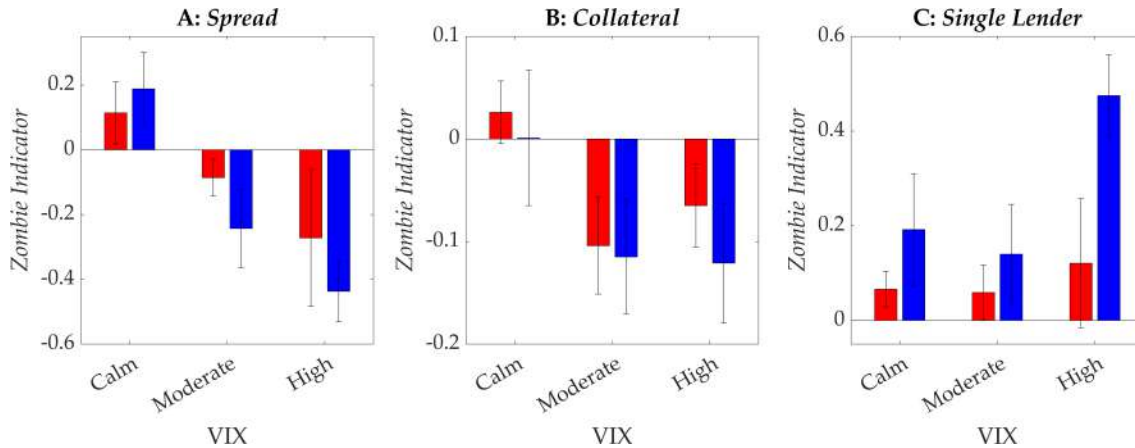 A: Spread
Zombie Indicator
0.2
0
-0.2
-0.4
-0.6
Calm
Moderate
High
VIX
B: Collateral
Zombie Indicator
0.1
0
-0.1
-0.2
Calm
Moderate
High
VIX
C: Single Lender
Zombie Indicator
0.6
0.4
0.2
0
Calm
Moderate
High
VIX